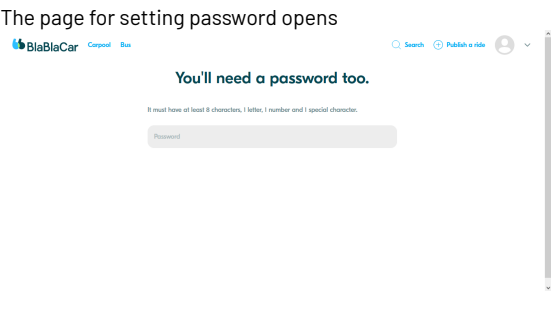 The page for setting password opens
BlaBlaCar Carpool Bus Search Publish a ride
You'll need a password too.
It must have at least 8 characters, 1 letter, 1 number and 1 special character.
Password